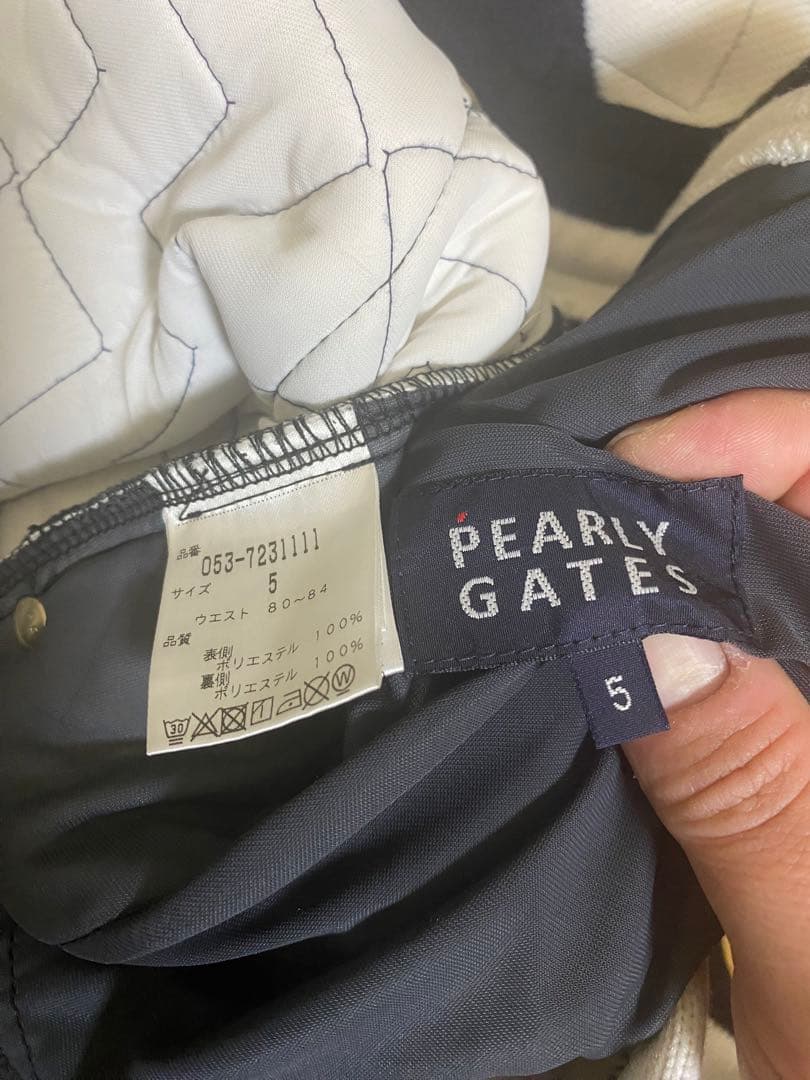 品番
053-7231111
サイズ 5
ウエスト 80～84
品質
表側
ポリエステル 100%
裏側
ポリエステル 100%
30
W
PEARLY
GATES
5